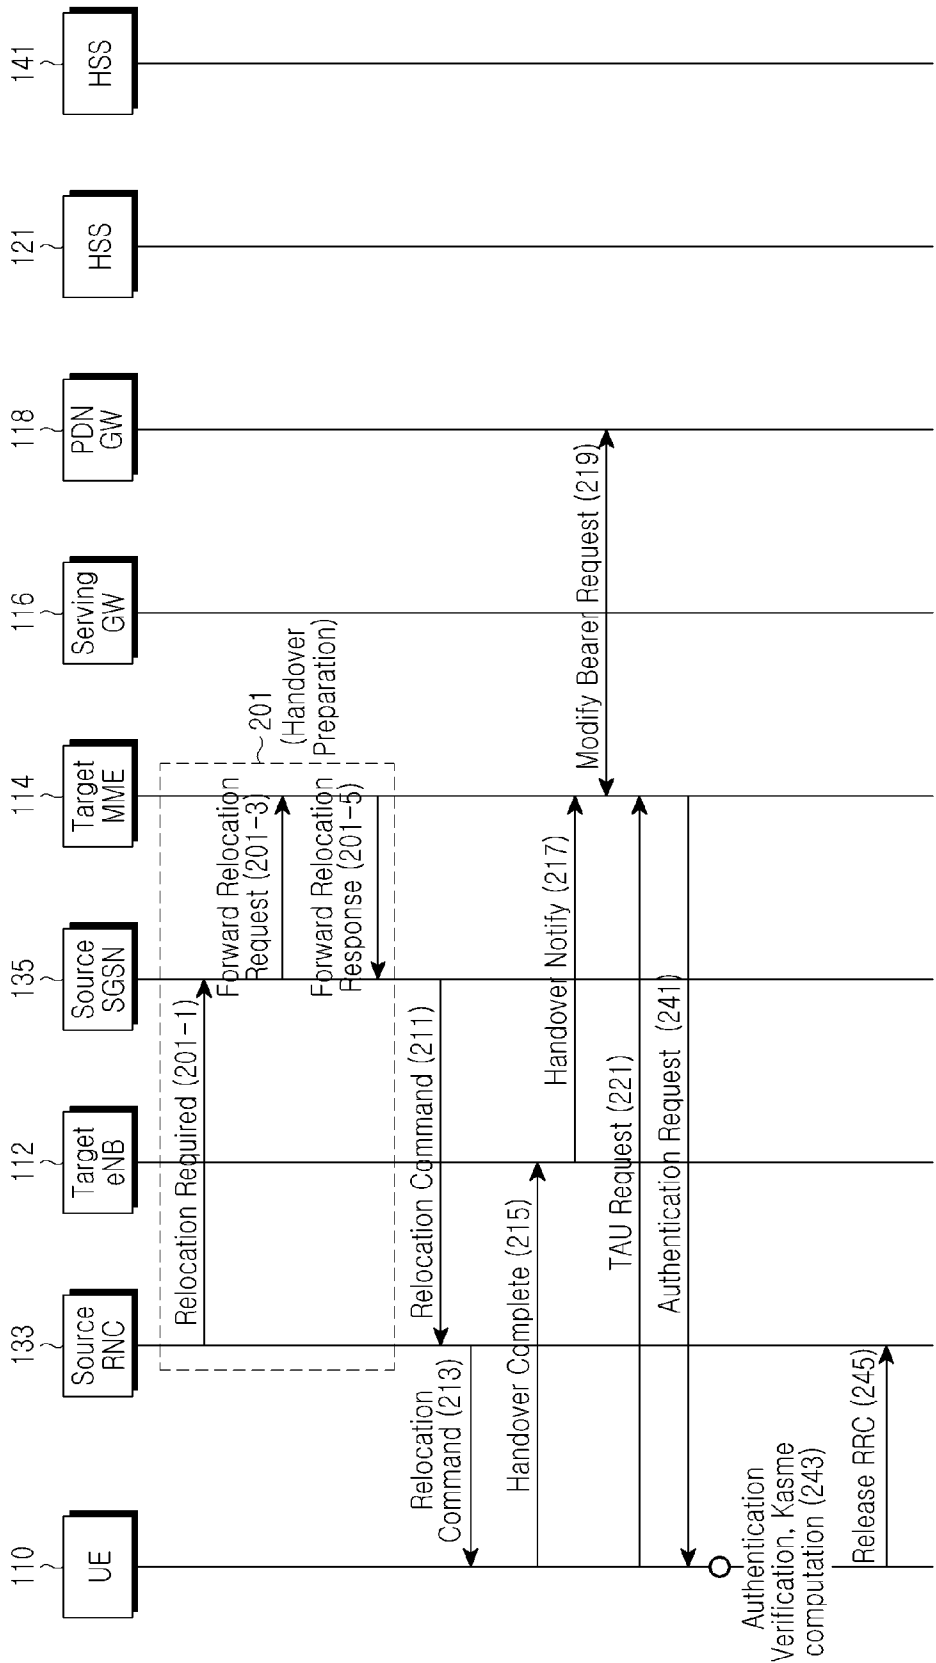 110
133
112
135
114
116
118
121
141
UE
Source
RNC
Target
eNB
Source
SGSN
Target
MME
Serving
GW
PDN
GW
HSS
HSS
Relocation Required (201-1)
Forward Relocation
Request (201-3)
201
(Handover
Preparation)
Forward Relocation
Response (201-5)
Relocation Command (211)
Relocation
Command (213)
Handover Complete (215)
Handover Notify (217)
Modify Bearer Request (219)
TAU Request (221)
Authentication Request (241)
Authentication
Verification, Kasme
computation (243)
Release RRC (245)